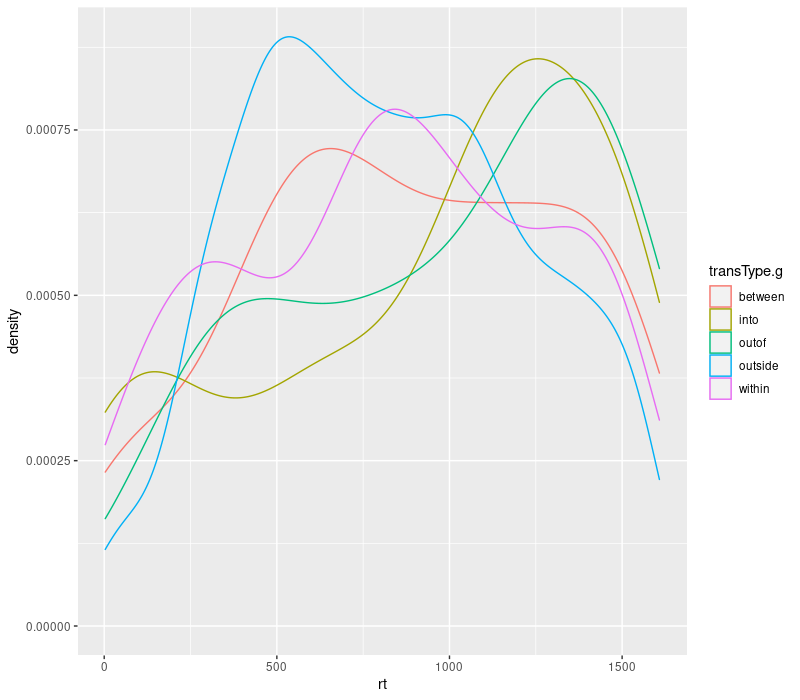 density
0.00075
0.00050
0.00025
0.00000
0 500 1000 1500
rt
transType.g
between
into
outof
outside
within